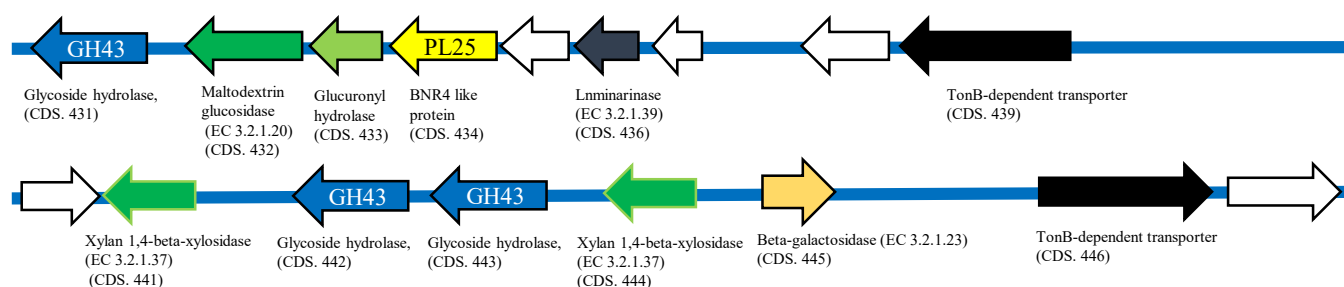 GH43
PL25
Glycoside hydrolase,
(CDS. 431)
Maltodextrin
glucosidase
(EC 3.2.1.20)
(CDS. 432)
Glucuronyl
hydrolase
(CDS. 433)
BNR4 like
protein
(CDS. 434)
Lnminarinase
(EC 3.2.1.39)
(CDS. 436)
TonB-dependent transporter
(CDS. 439)
GH43
GH43
Xylan 1,4-beta-xylosidase
(EC 3.2.1.37)
(CDS. 441)
Glycoside hydrolase,
(CDS. 442)
Glycoside hydrolase,
(CDS. 443)
Xylan 1,4-beta-xylosidase
(EC 3.2.1.37)
(CDS. 444)
Beta-galactosidase (EC 3.2.1.23)
(CDS. 445)
TonB-dependent transporter
(CDS. 446)